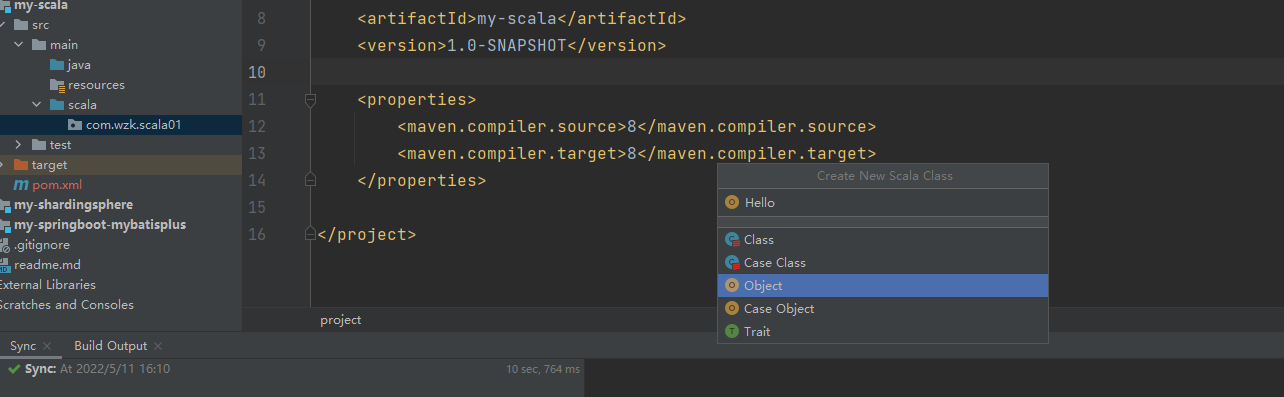 my-scala
src
main
java
resources
scala
com.wzk.scala01
test
target
pom.xml
my-shardingsphere
my-springboot-mybatisplus
.gitignore
readme.md
External Libraries
Scratches and Consoles
8 <artifactId>my-scala</artifactId>
9 <version>1.0-SNAPSHOT</version>
10
11 <properties>
12 <maven.compiler.source>8</maven.compiler.source>
13 <maven.compiler.target>8</maven.compiler.target>
14 </properties>
15
16 </project>
project
Create New Scala Class
Hello
Class
Case Class
Object
Case Object
Trait
Sync Build Output
Sync: At 2022/5/11 16:10 10 sec, 764 ms